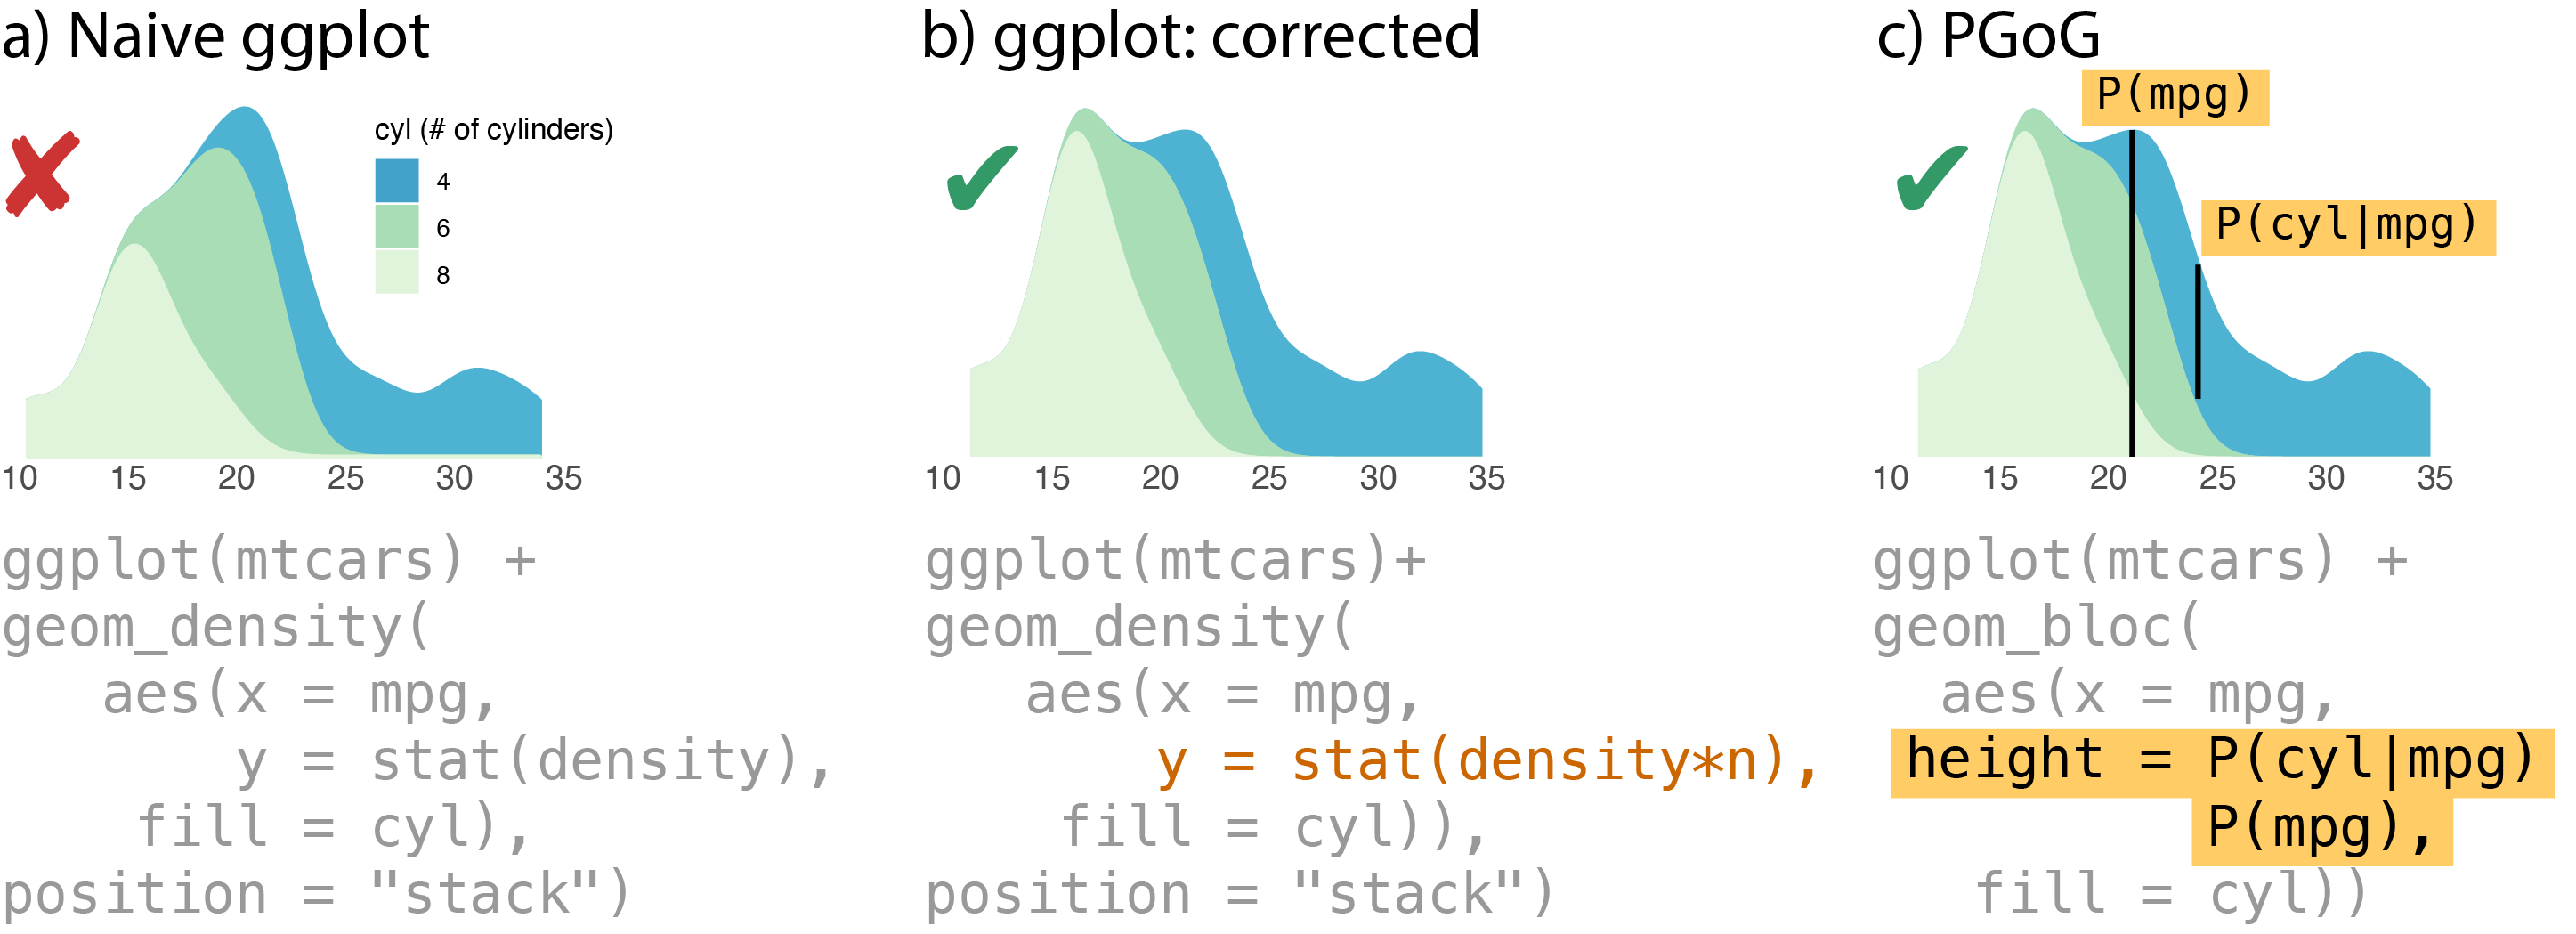 a) Naive ggplot
cyl (# of cylinders)
4
6
8
10 15 20 25 30 35
ggplot(mtcars) +
geom_density(
aes(x = mpg,
y = stat(density),
fill = cyl),
position = "stack")
b) ggplot: corrected
10 15 20 25 30 35
ggplot(mtcars)+
geom_density(
aes(x = mpg,
y = stat(density*n),
fill = cyl)),
position = "stack")
c) PGoG
P(mpg)
P(cyl|mpg)
10 15 20 25 30 35
ggplot(mtcars) +
geom_bloc(
aes(x = mpg,
height = P(cyl|mpg)
P(mpg),
fill = cyl))